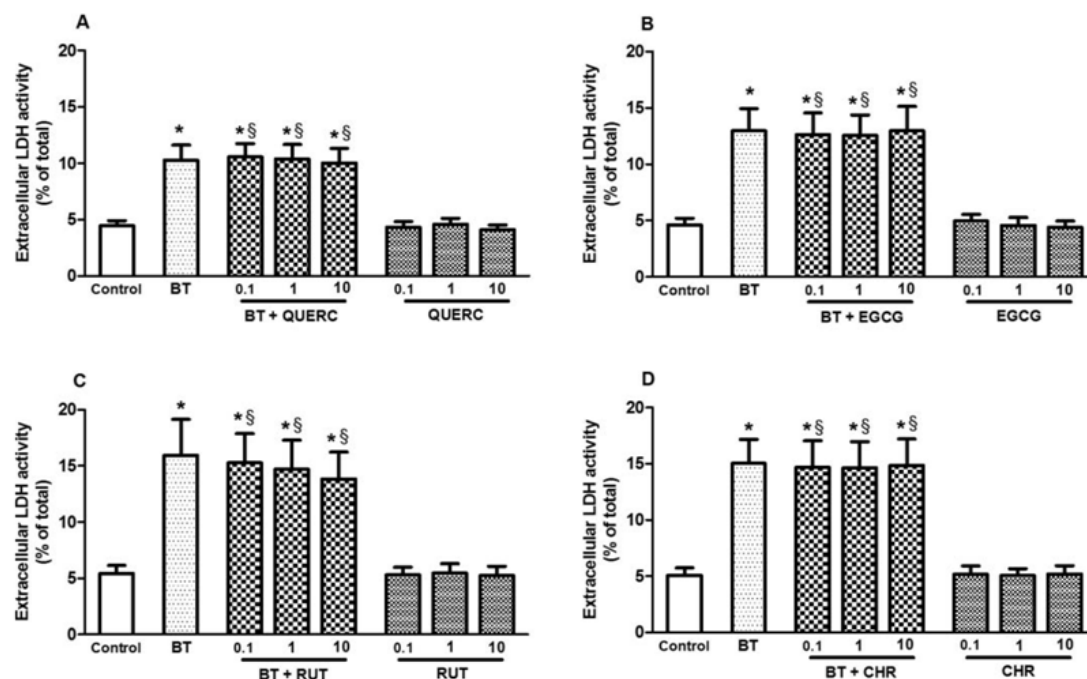 A
Extracellular LDH activity
(% of total)
20
15
10
5
0
* *§ *§ *§
Control BT 0.1 1 10 0.1 1 10
BT + QUERC QUERC
B
Extracellular LDH activity
(% of total)
20
15
10
5
0
* *§ *§ *§
Control BT 0.1 1 10 0.1 1 10
BT + EGCG EGCG
C
Extracellular LDH activity
(% of total)
20
15
10
5
0
* *§ *§ *§
Control BT 0.1 1 10 0.1 1 10
BT + RUT RUT
D
Extracellular LDH activity
(% of total)
20
15
10
5
0
* *§ *§ *§
Control BT 0.1 1 10 0.1 1 10
BT + CHR CHR